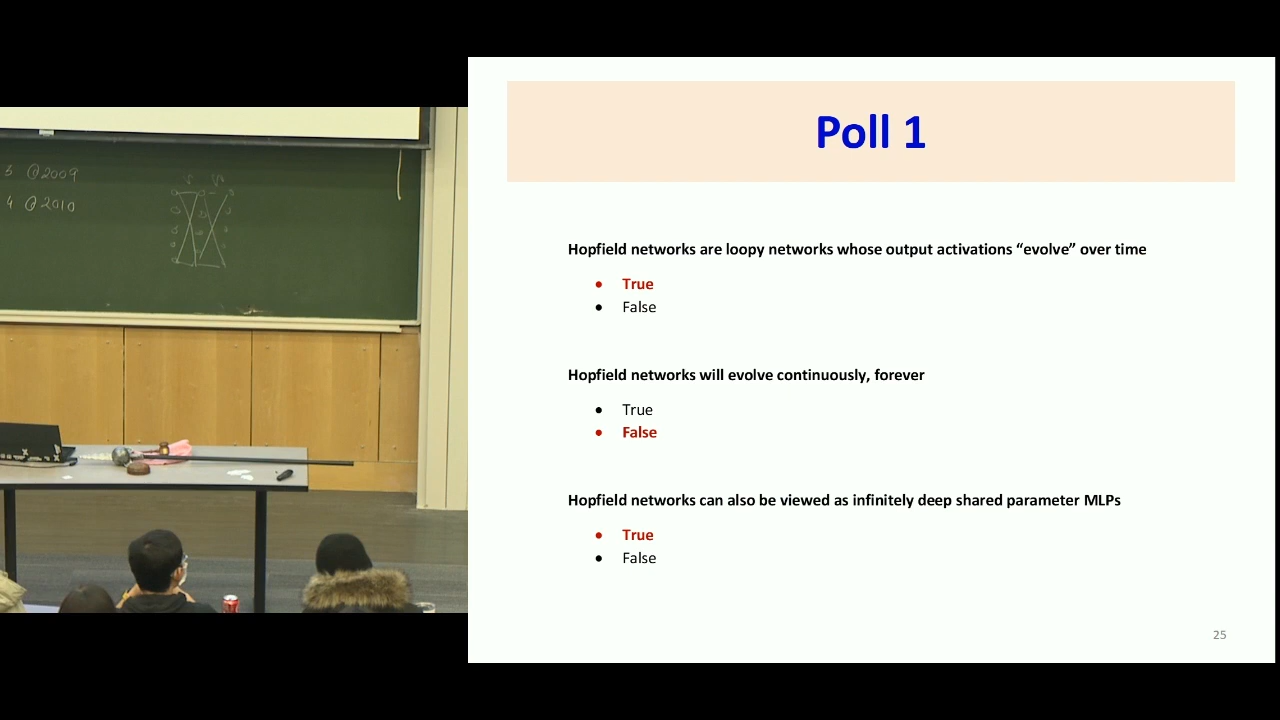 3 @2009
4 @2010
Poll 1
Hopfield networks are loopy networks whose output activations “evolve” over time
• True
• False
Hopfield networks will evolve continuously, forever
• True
• False
Hopfield networks can also be viewed as infinitely deep shared parameter MLPs
• True
• False
25